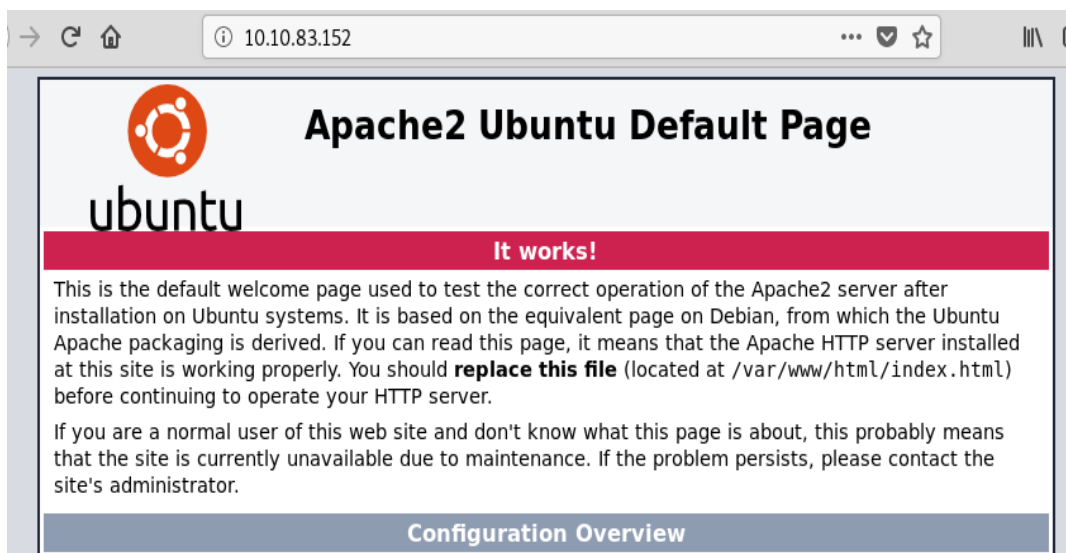 10.10.83.152
Apache2 Ubuntu Default Page
ubuntu
It works!
This is the default welcome page used to test the correct operation of the Apache2 server after
installation on Ubuntu systems. It is based on the equivalent page on Debian, from which the Ubuntu
Apache packaging is derived. If you can read this page, it means that the Apache HTTP server installed
at this site is working properly. You should replace this file (located at /var/www/html/index.html)
before continuing to operate your HTTP server.
If you are a normal user of this web site and don't know what this page is about, this probably means
that the site is currently unavailable due to maintenance. If the problem persists, please contact the
site's administrator.
Configuration Overview